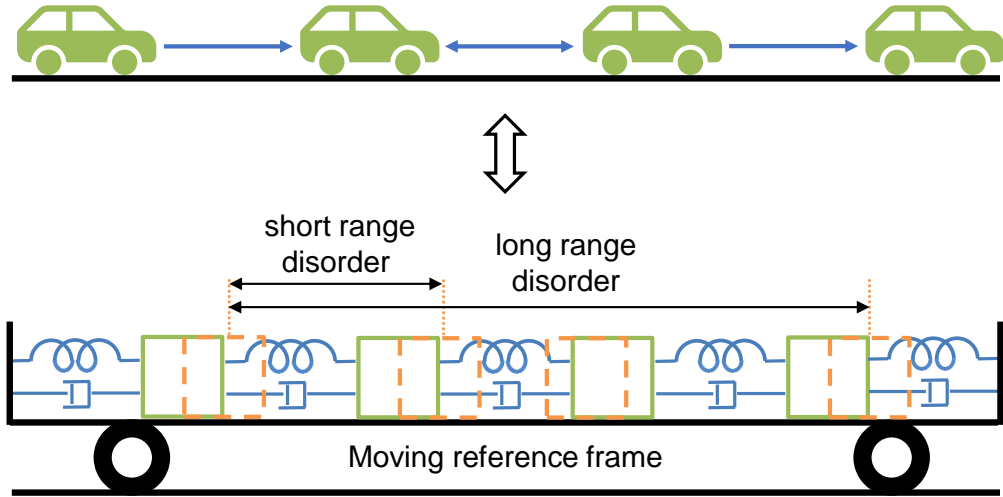 short range
disorder
long range
disorder
Moving reference frame